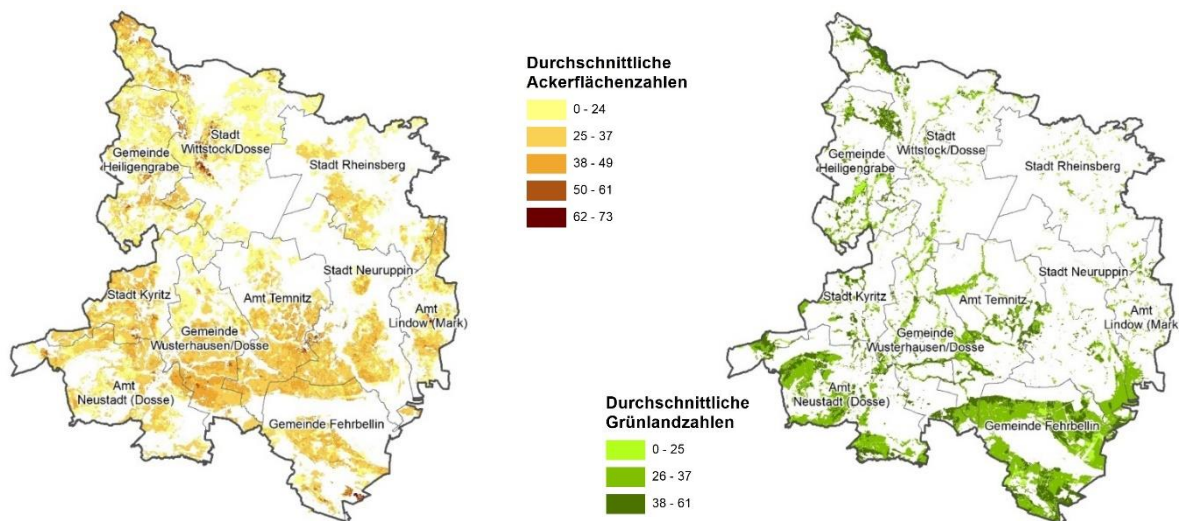 Stadt
Wittstock/Dosse
Gemeinde
Heiligengrabe
Stadt Rheinsberg
Stadt Neuruppin
Stadt Kyritz
Amt Temnitz
Amt
Lindow (Mark)
Gemeinde
Wusterhausen/Dosse
Amt
Neustadt (Dosse)
Gemeinde Fehrbellin
Durchschnittliche
Ackerflächenzahlen
0 - 24
25 - 37
38 - 49
50 - 61
62 - 73
Durchschnittliche
Grünlandzahlen
0 - 25
26 - 37
38 - 61
Stadt
Wittstock/Dosse
Gemeinde
Heiligengrabe
Stadt Rheinsberg
Stadt Neuruppin
Stadt Kyritz
Amt Temnitz
Amt
Lindow (Mark)
Gemeinde
Wusterhausen/Dosse
Amt
Neustadt (Dosse)
Gemeinde Fehrbellin